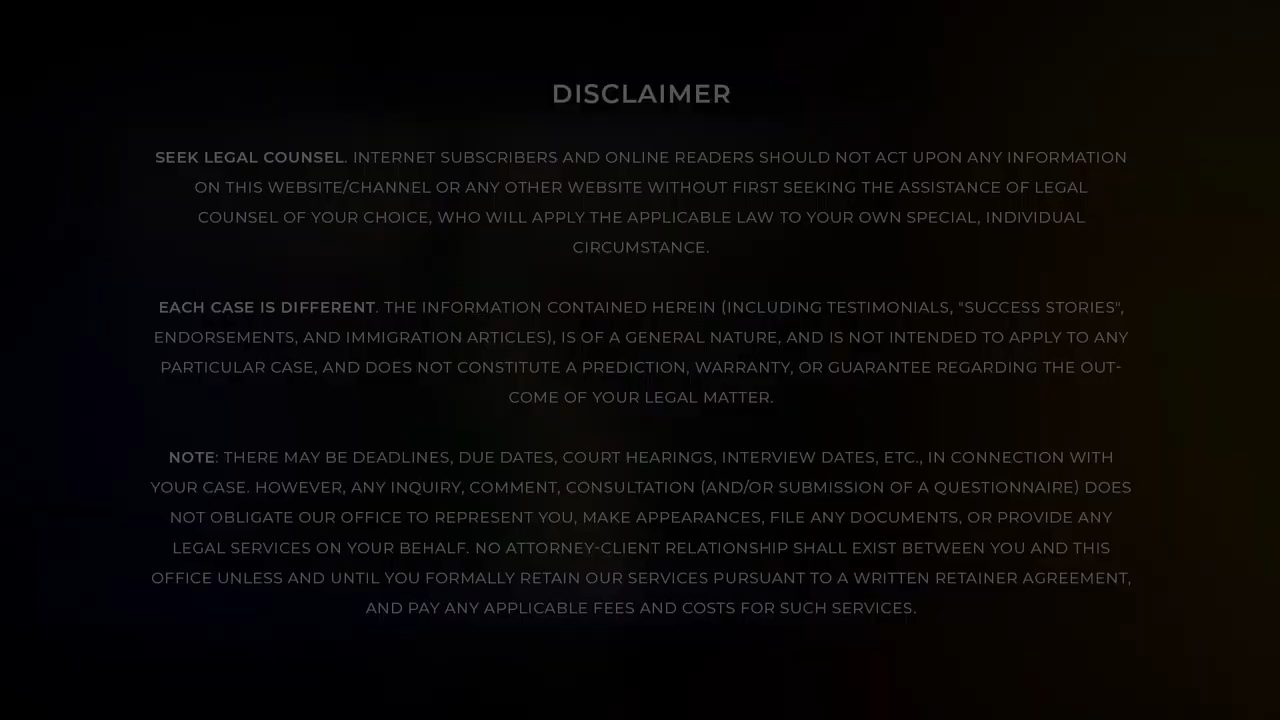 DISCLAIMER
SEEK LEGAL COUNSEL. INTERNET SUBSCRIBERS AND ONLINE READERS SHOULD NOT ACT UPON ANY INFORMATION
ON THIS WEBSITE/CHANNEL OR ANY OTHER WEBSITE WITHOUT FIRST SEEKING THE ASSISTANCE OF LEGAL
COUNSEL OF YOUR CHOICE, WHO WILL APPLY THE APPLICABLE LAW TO YOUR OWN SPECIAL, INDIVIDUAL
CIRCUMSTANCE.
EACH CASE IS DIFFERENT. THE INFORMATION CONTAINED HEREIN (INCLUDING TESTIMONIALS, "SUCCESS STORIES",
ENDORSEMENTS, AND IMMIGRATION ARTICLES), IS OF A GENERAL NATURE, AND IS NOT INTENDED TO APPLY TO ANY
PARTICULAR CASE, AND DOES NOT CONSTITUTE A PREDICTION, WARRANTY, OR GUARANTEE REGARDING THE OUT-
COME OF YOUR LEGAL MATTER.
NOTE: THERE MAY BE DEADLINES, DUE DATES, COURT HEARINGS, INTERVIEW DATES, ETC., IN CONNECTION WITH
YOUR CASE. HOWEVER, ANY INQUIRY, COMMENT, CONSULTATION (AND/OR SUBMISSION OF A QUESTIONNAIRE) DOES
NOT OBLIGATE OUR OFFICE TO REPRESENT YOU, MAKE APPEARANCES, FILE ANY DOCUMENTS, OR PROVIDE ANY
LEGAL SERVICES ON YOUR BEHALF. NO ATTORNEY-CLIENT RELATIONSHIP SHALL EXIST BETWEEN YOU AND THIS
OFFICE UNLESS AND UNTIL YOU FORMALLY RETAIN OUR SERVICES PURSUANT TO A WRITTEN RETAINER AGREEMENT,
AND PAY ANY APPLICABLE FEES AND COSTS FOR SUCH SERVICES.